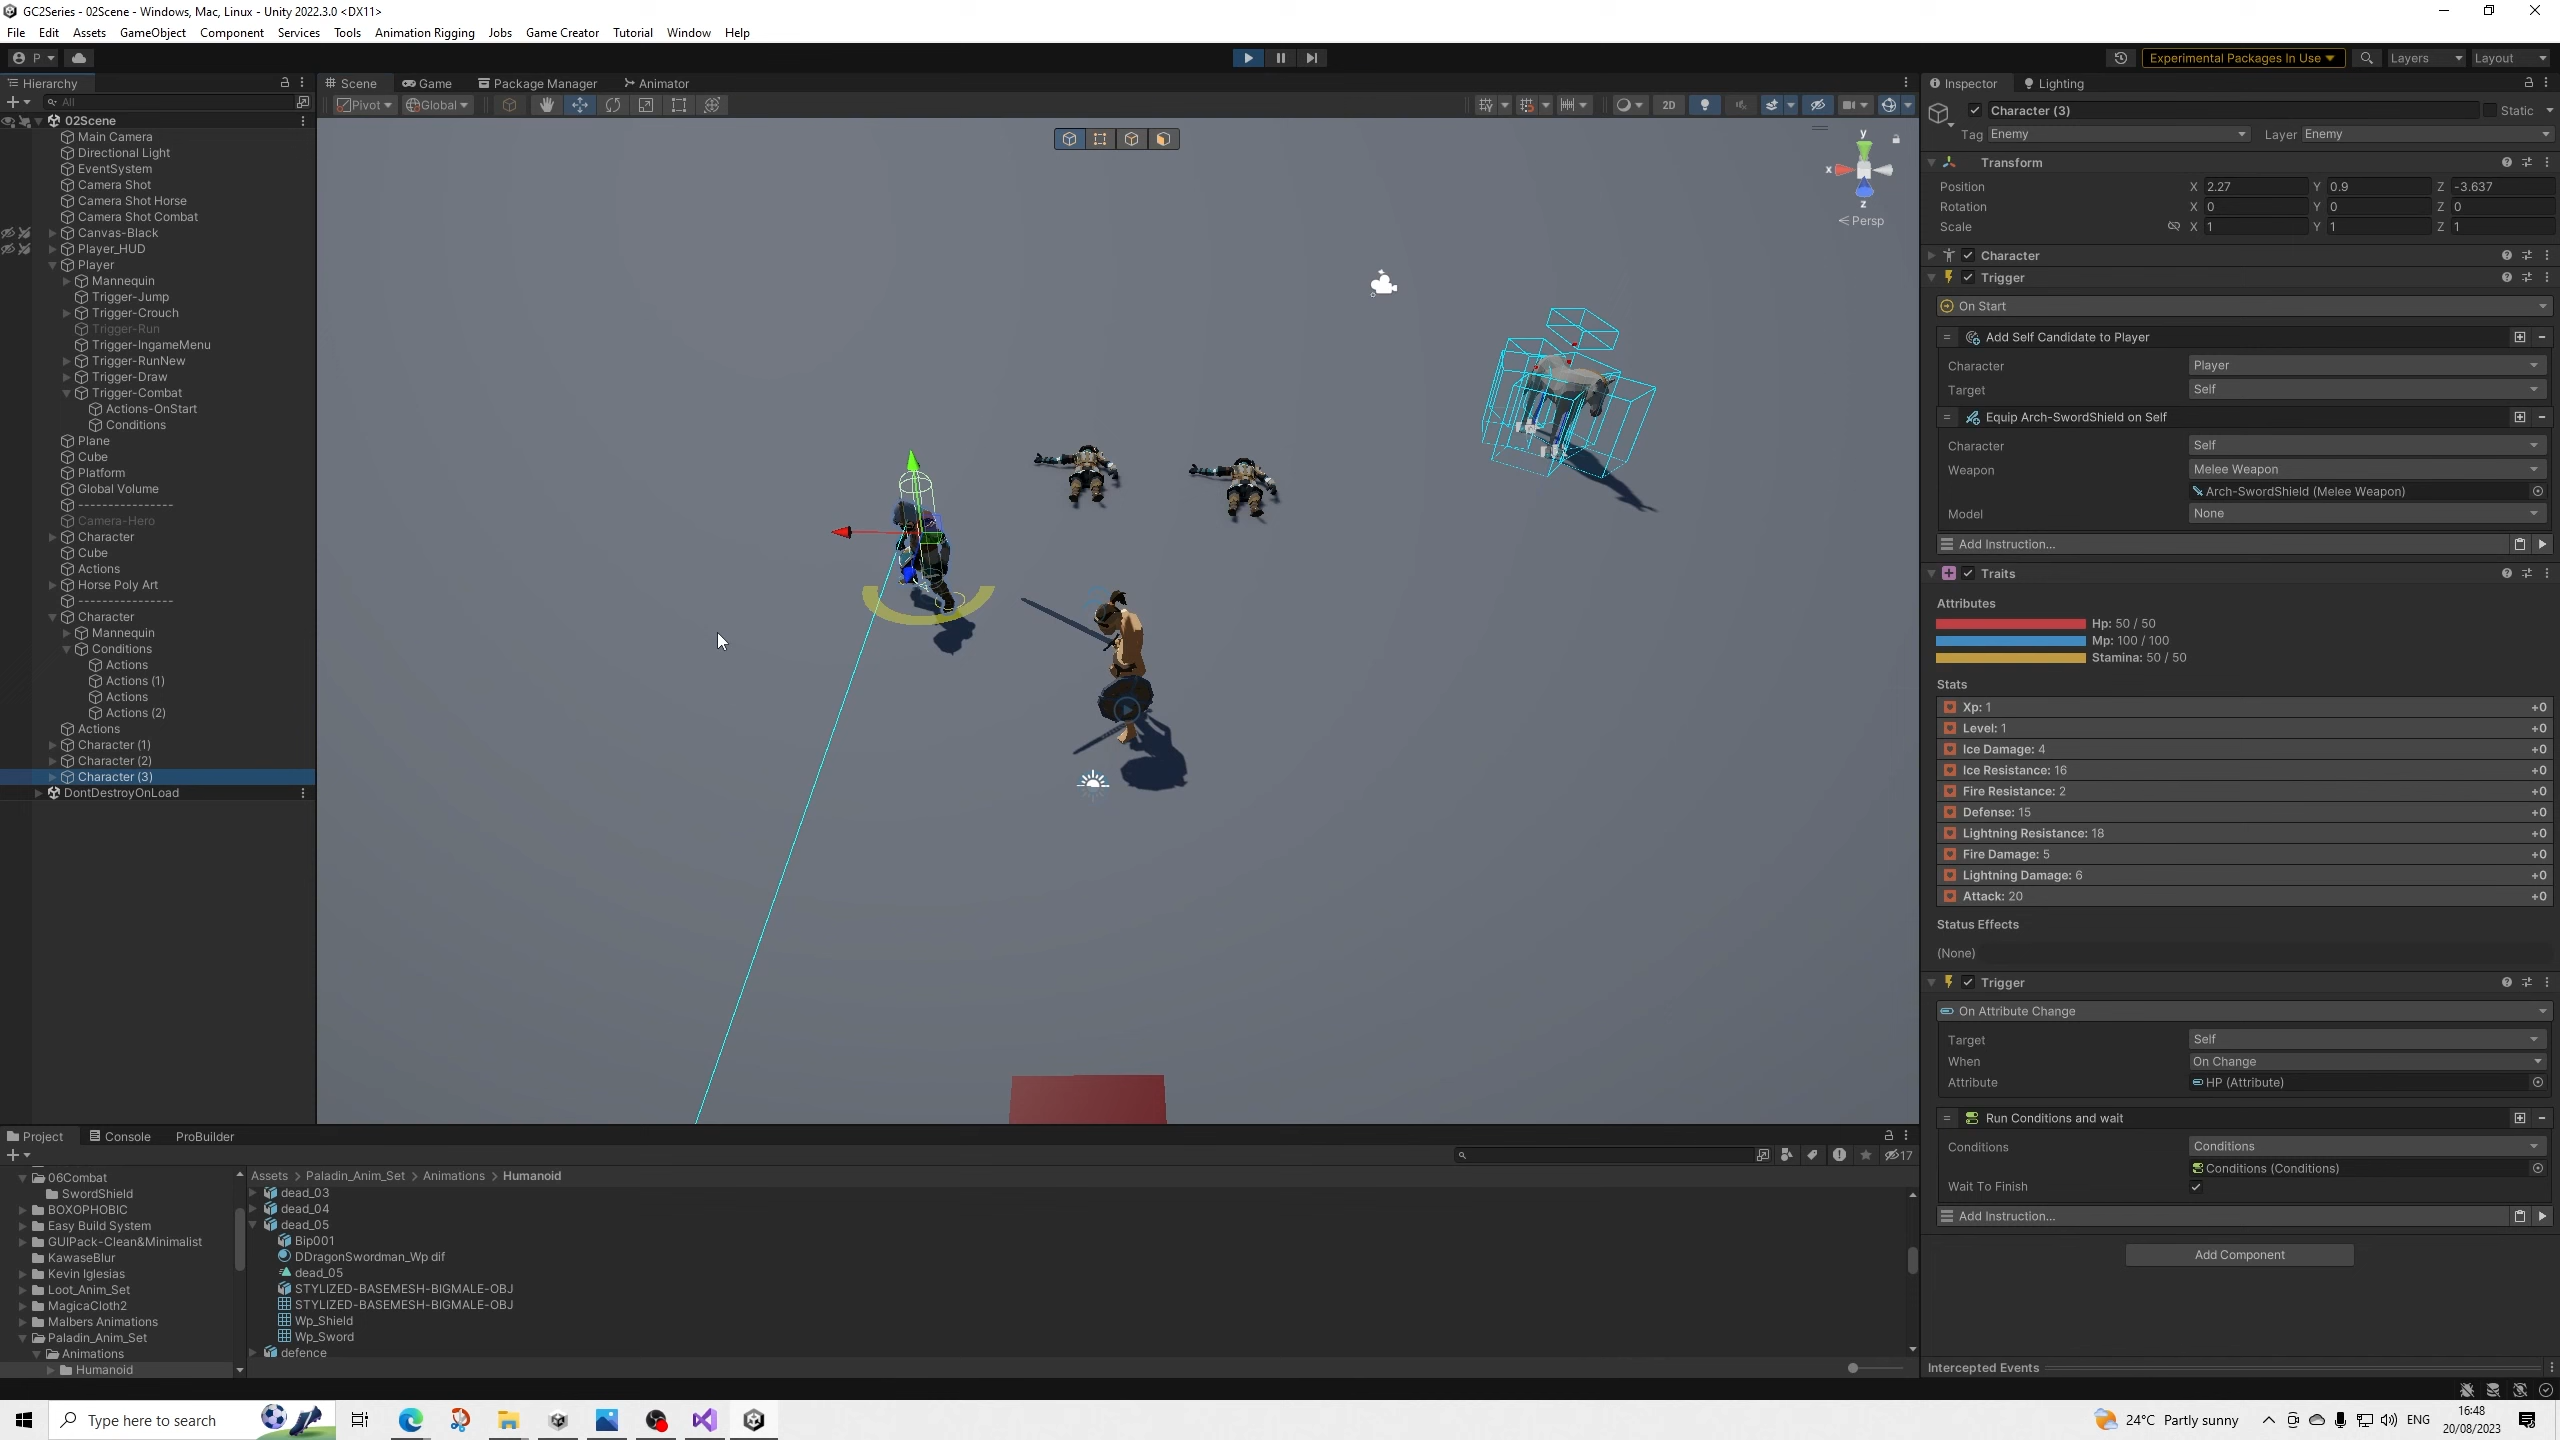 GC2Series - 02Scene - Windows, Mac, Linux - Unity 2022.3.0 <DX11>
File Edit Assets GameObject Component Services Tools Animation Rigging Jobs Game Creator Tutorial Window Help
P Experimental Packages In Use Layers Layout
Hierarchy
All
02Scene
Main Camera
Directional Light
EventSystem
Camera Shot
Camera Shot Horse
Camera Shot Combat
Canvas-Black
Player_HUD
Player
Mannequin
Trigger-Jump
Trigger-Crouch
Trigger-Run
Trigger-IngameMenu
Trigger-RunNew
Trigger-Draw
Trigger-Combat
Actions-OnStart
Conditions
Plane
Cube
Platform
Global Volume
----------------
Camera-Hero
Character
Cube
Actions
Horse Poly Art
----------------
Character
Mannequin
Conditions
Actions
Actions (1)
Actions
Actions (2)
Actions
Character (1)
Character (2)
Character (3)
DontDestroyOnLoad
Scene Game Package Manager Animator
Pivot Global 2D
y
x
z
Persp
Inspector Lighting
Character (3) Static
Tag Enemy Layer Enemy
Transform
Position X 2.27 Y 0.9 Z -3.637
Rotation X 0 Y 0 Z 0
Scale X 1 Y 1 Z 1
Character
Trigger
On Start
Add Self Candidate to Player
Character Player
Target Self
Equip Arch-SwordShield on Self
Character Self
Weapon Melee Weapon
Arch-SwordShield (Melee Weapon)
Model None
Add Instruction...
Traits
Attributes
Hp: 50 / 50
Mp: 100 / 100
Stamina: 50 / 50
Stats
Xp: 1 +0
Level: 1 +0
Ice Damage: 4 +0
Ice Resistance: 16 +0
Fire Resistance: 2 +0
Defense: 15 +0
Lightning Resistance: 18 +0
Fire Damage: 5 +0
Lightning Damage: 6 +0
Attack: 20 +0
Status Effects
(None)
Trigger
On Attribute Change
Target Self
When On Change
Attribute HP (Attribute)
Run Conditions and wait
Conditions Conditions
Conditions (Conditions)
Wait To Finish
Add Instruction...
Add Component
Intercepted Events
Project Console ProBuilder
17
06Combat
SwordShield
BOXOPHOBIC
Easy Build System
GUIPack-Clean&Minimalist
KawaseBlur
Kevin Iglesias
Loot_Anim_Set
MagicaCloth2
Malbers Animations
Paladin_Anim_Set
Animations
Humanoid
Assets > Paladin_Anim_Set > Animations > Humanoid
dead_03
dead_04
dead_05
Bip001
DDragonSwordman_Wp dif
dead_05
STYLIZED-BASEMESH-BIGMALE-OBJ
STYLIZED-BASEMESH-BIGMALE-OBJ
Wp_Shield
Wp_Sword
defence
Type here to search
24°C Partly sunny
ENG
16:48
20/08/2023